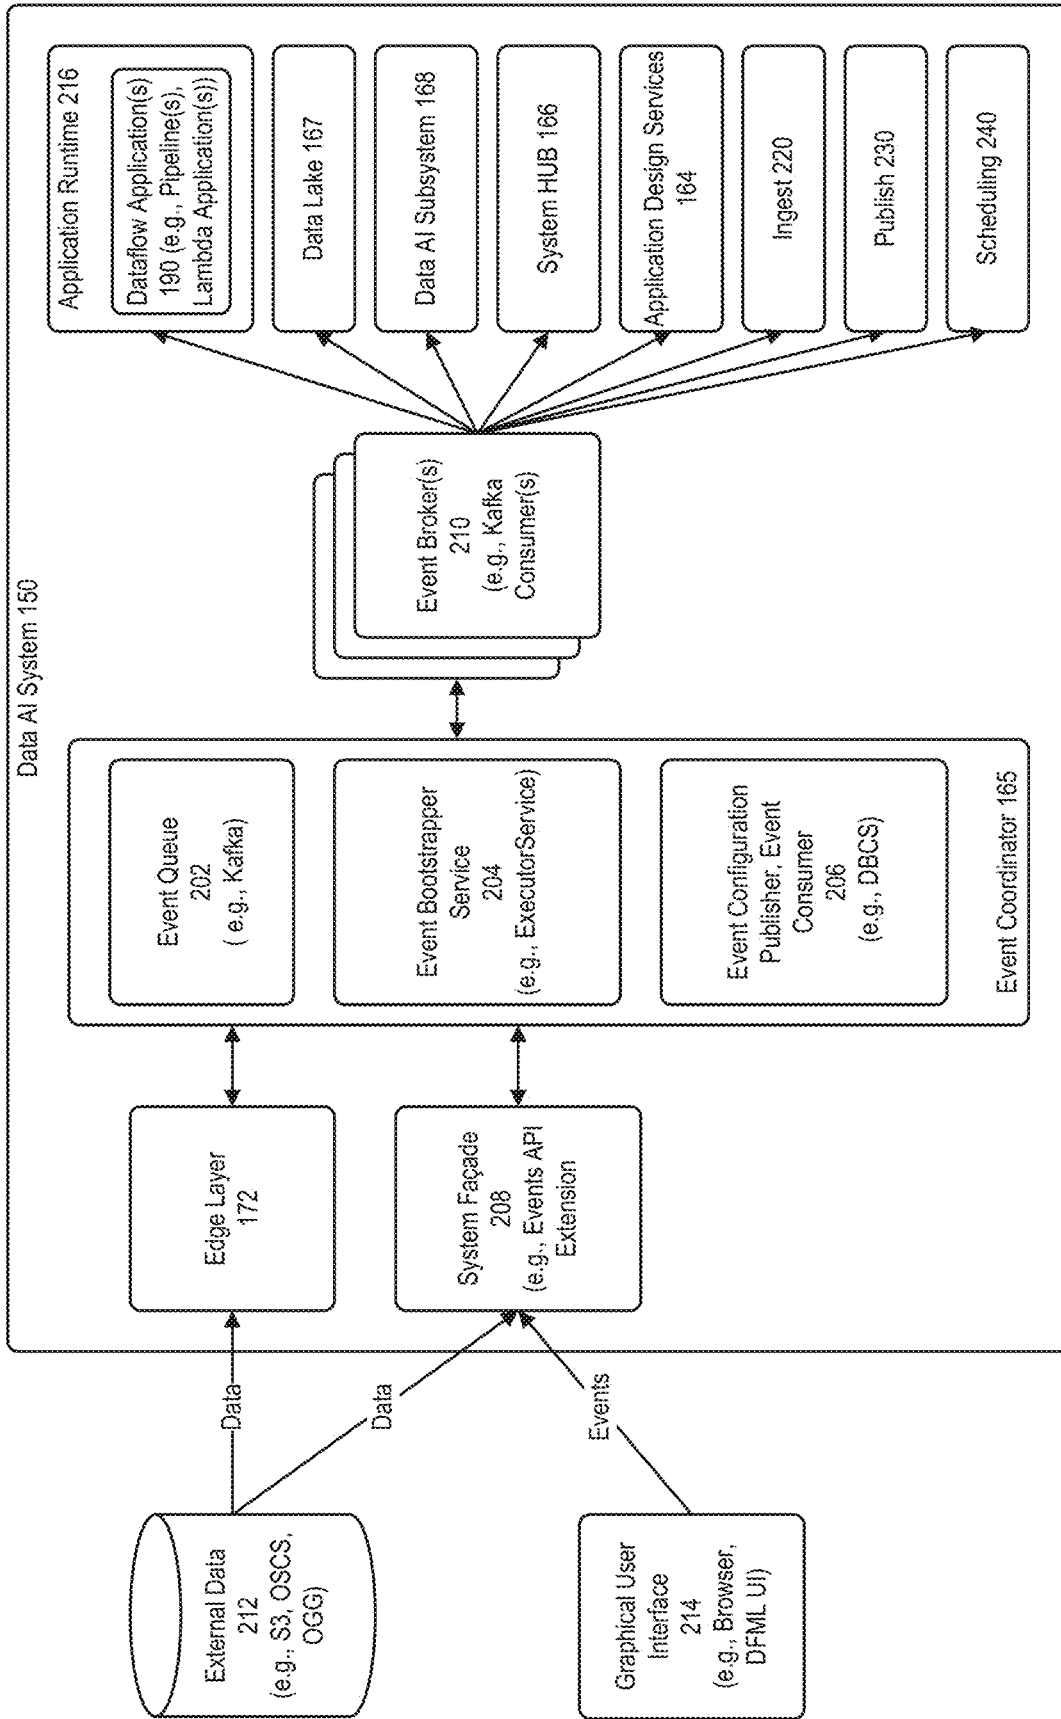 Data AI System 150
External Data
212
(e.g., S3, OSCS,
OGG)
Graphical User
Interface
214
(e.g., Browser,
DFML UI)
Data
Data
Events
Edge Layer
172
System Façade
208
(e.g., Events API
Extension
Event Queue
202
( e.g., Kafka)
Event Bootstrapper
Service
204
(e.g., ExecutorService)
Event Configuration
Publisher, Event
Consumer
206
(e.g., DBCS)
Event Coordinator 165
Event Broker(s)
210
(e.g., Kafka
Consumer(s)
Application Runtime 216
Dataflow Application(s)
190 (e.g., Pipeline(s),
Lambda Application(s))
Data Lake 167
Data AI Subsystem 168
System HUB 166
Application Design Services
164
Ingest 220
Publish 230
Scheduling 240